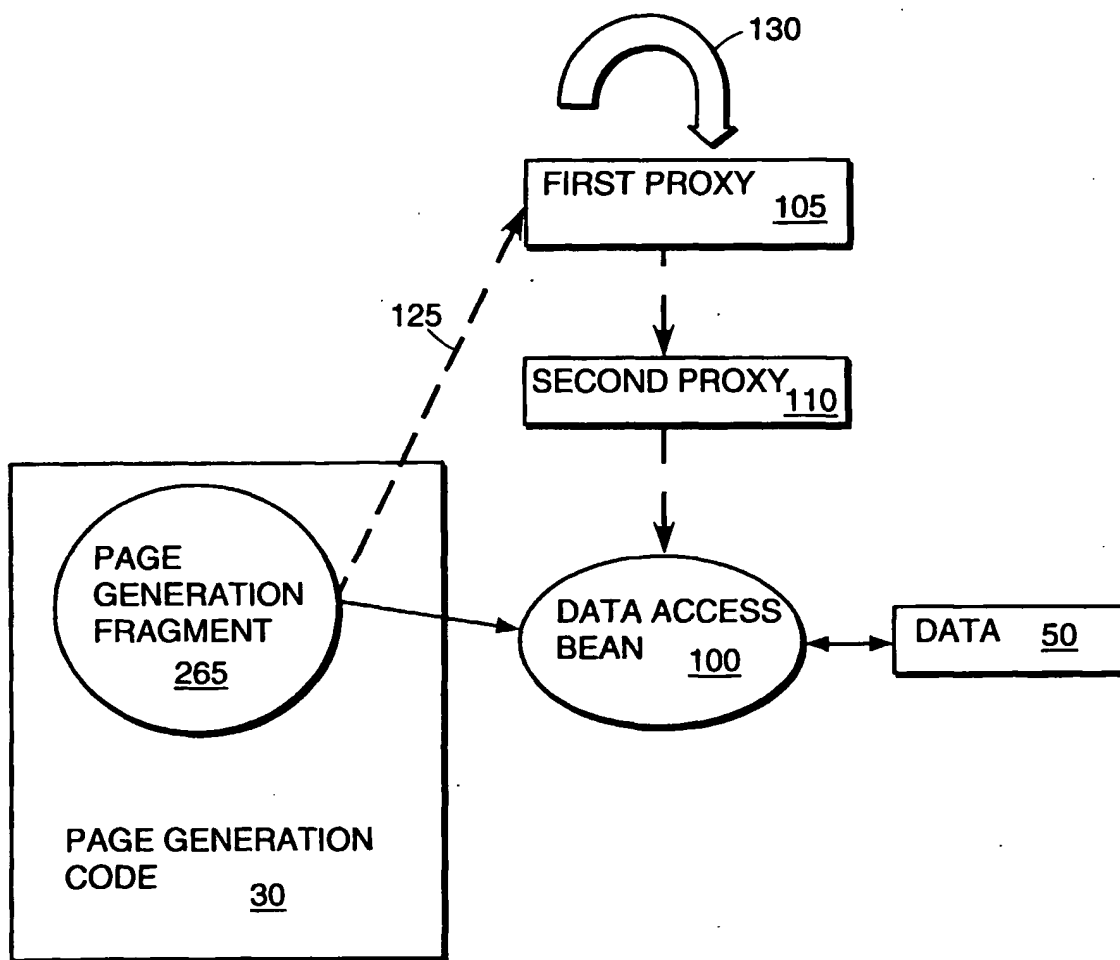 130
FIRST PROXY
105
125
SECOND PROXY
110
PAGE
GENERATION
FRAGMENT
265
DATA ACCESS
BEAN 100
DATA 50
PAGE GENERATION
CODE
30